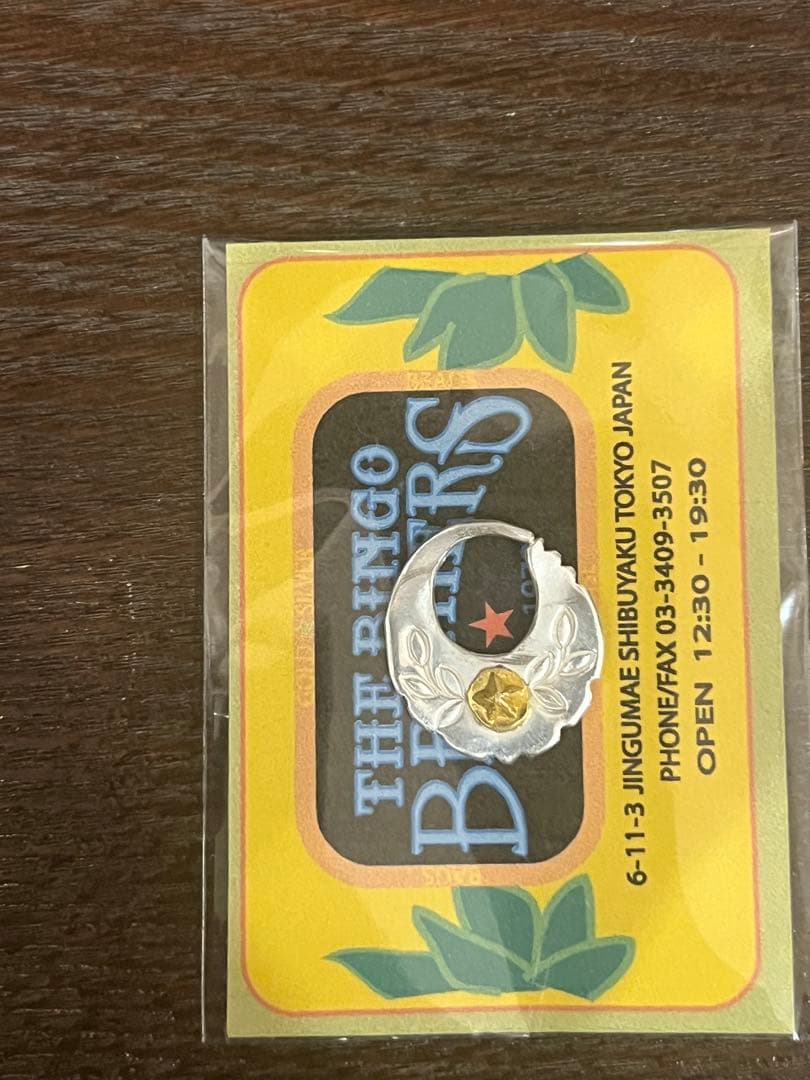 THE RINGO
6-11-3 JINGUMAE SHIBUYAKU TOKYO JAPAN
PHONE/FAX 03-3409-3507
OPEN 12:30 - 19:30